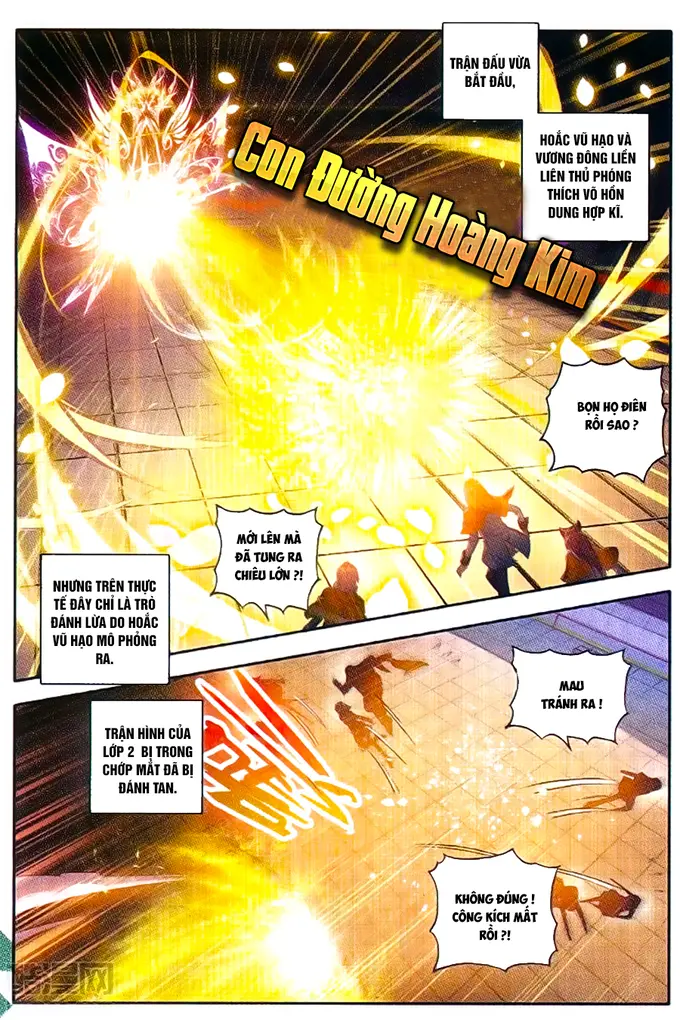 TRẬN ĐẤU VỪA
BẮT ĐẦU,
HOẮC VŨ HẠO VÀ
VƯƠNG ĐÔNG LIỀN
LIÊN THỦ PHÓNG
THÍCH VÕ HỒN
DUNG HỢP KĨ.
Con Đường Hoàng Kim
BỌN HỌ ĐIÊN
RỒI SAO ?
MỚI LÊN MÀ
ĐÃ TUNG RA
CHIÊU LỚN ?!
NHƯNG TRÊN THỰC
TẾ ĐÂY CHỈ LÀ TRÒ
ĐÁNH LỪA DO HOẮC
VŨ HẠO MÔ PHỎNG
RA.
MAU
TRÁNH RA !
TRẬN HÌNH CỦA
LỚP 2 BỊ TRONG
CHỚP MẮT ĐÃ BỊ
ĐÁNH TAN.
KHÔNG ĐÚNG !
CÔNG KÍCH MẤT
RỒI ?!